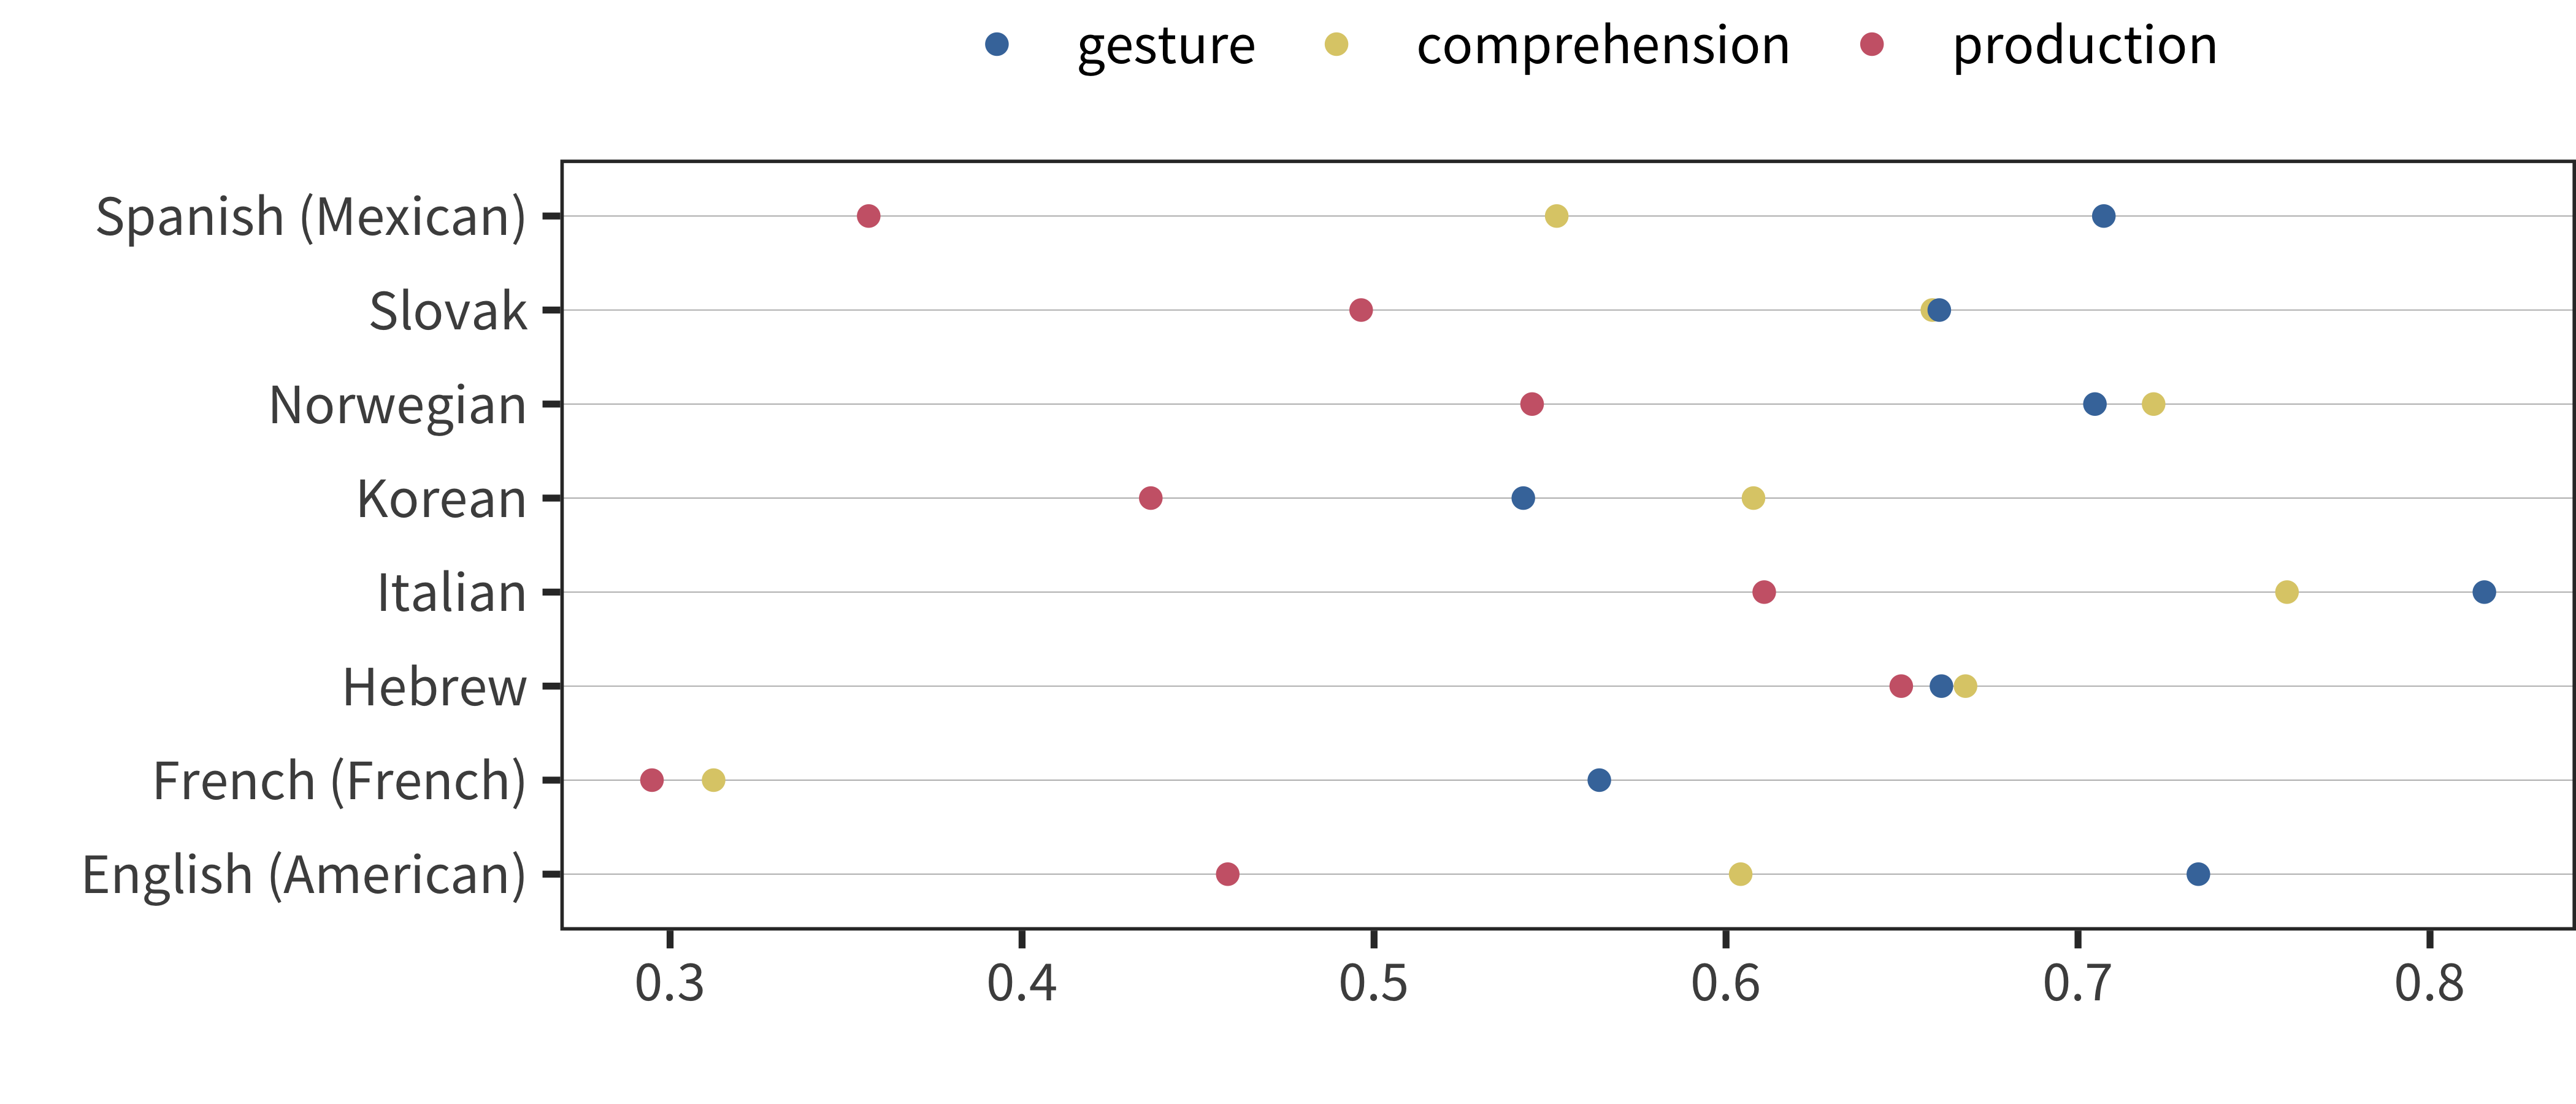 gesture comprehension production
Spanish (Mexican)
Slovak
Norwegian
Korean
Italian
Hebrew
French (French)
English (American)
0.3 0.4 0.5 0.6 0.7 0.8